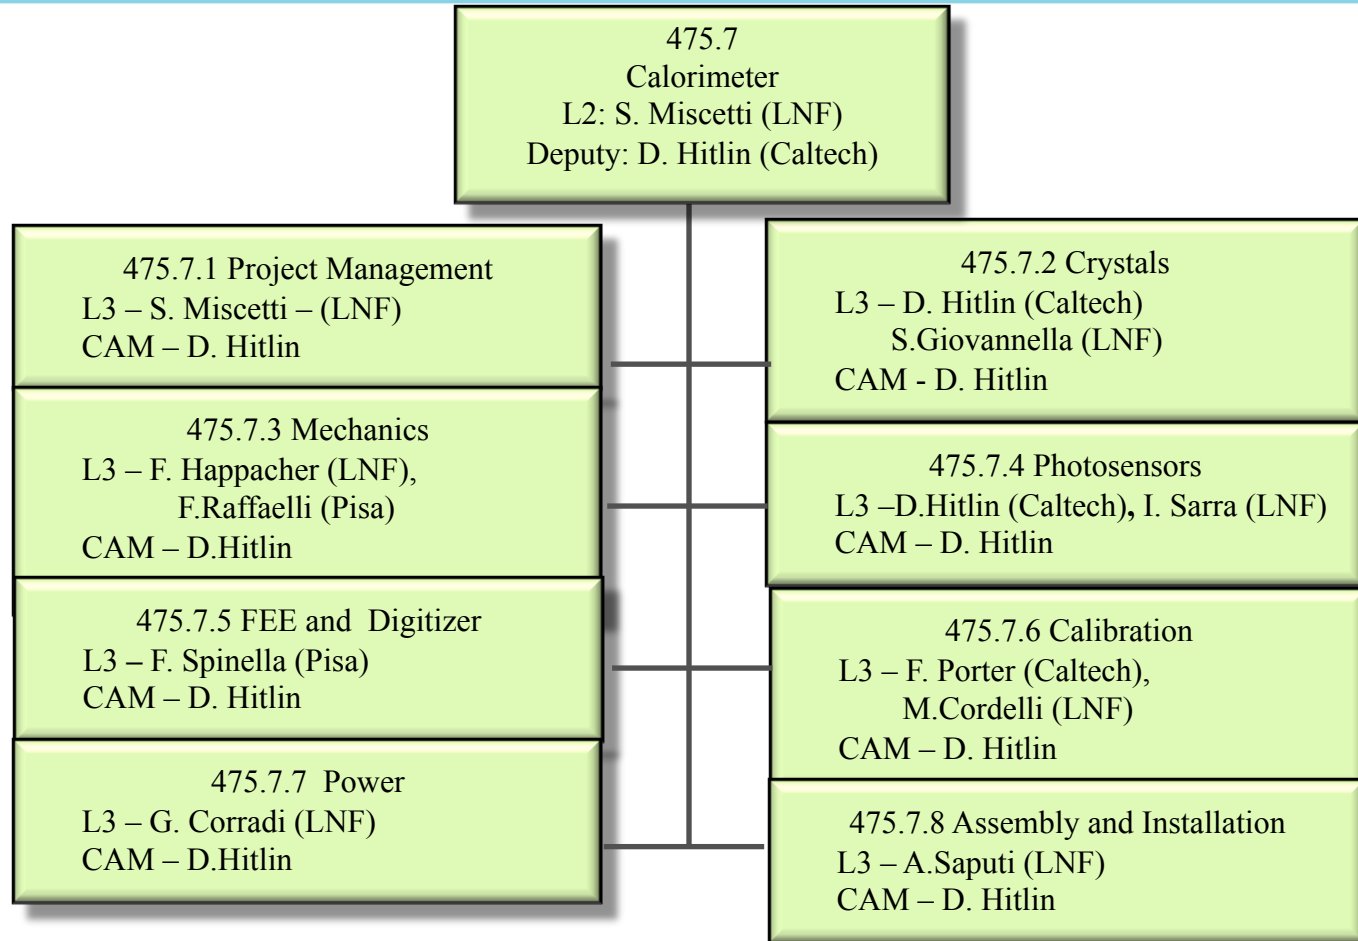 475.7
Calorimeter
L2: S. Miscetti (LNF)
Deputy: D. Hitlin (Caltech)
475.7.1 Project Management
L3 – S. Miscetti – (LNF)
CAM – D. Hitlin
475.7.2 Crystals
L3 – D. Hitlin (Caltech)
S.Giovannella (LNF)
CAM - D. Hitlin
475.7.3 Mechanics
L3 – F. Happacher (LNF),
F.Raffaelli (Pisa)
CAM – D.Hitlin
475.7.4 Photosensors
L3 –D.Hitlin (Caltech), I. Sarra (LNF)
CAM – D. Hitlin
475.7.5 FEE and Digitizer
L3 – F. Spinella (Pisa)
CAM – D. Hitlin
475.7.6 Calibration
L3 – F. Porter (Caltech),
M.Cordelli (LNF)
CAM – D. Hitlin
475.7.7 Power
L3 – G. Corradi (LNF)
CAM – D.Hitlin
475.7.8 Assembly and Installation
L3 – A.Saputi (LNF)
CAM – D. Hitlin